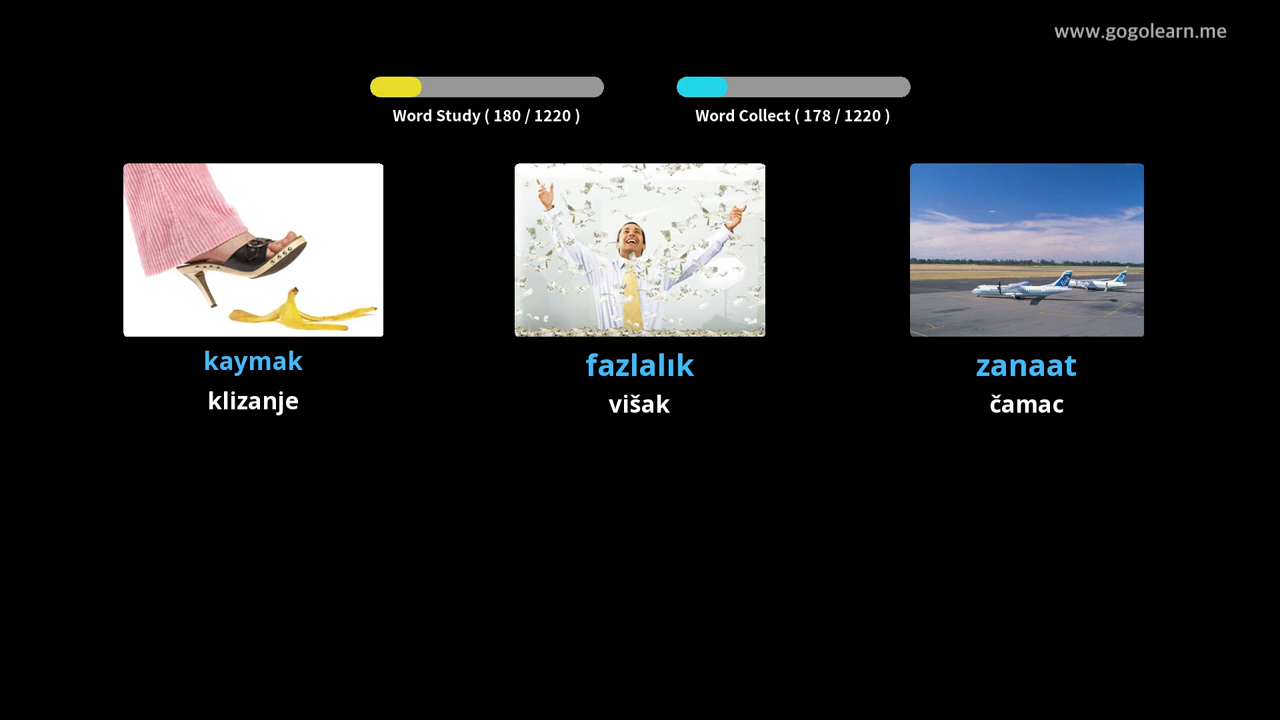 www.gogolearn.me
Word Study ( 180 / 1220 )
Word Collect ( 178 / 1220 )
kaymak
klizanje
fazlalık
višak
zanaat
čamac